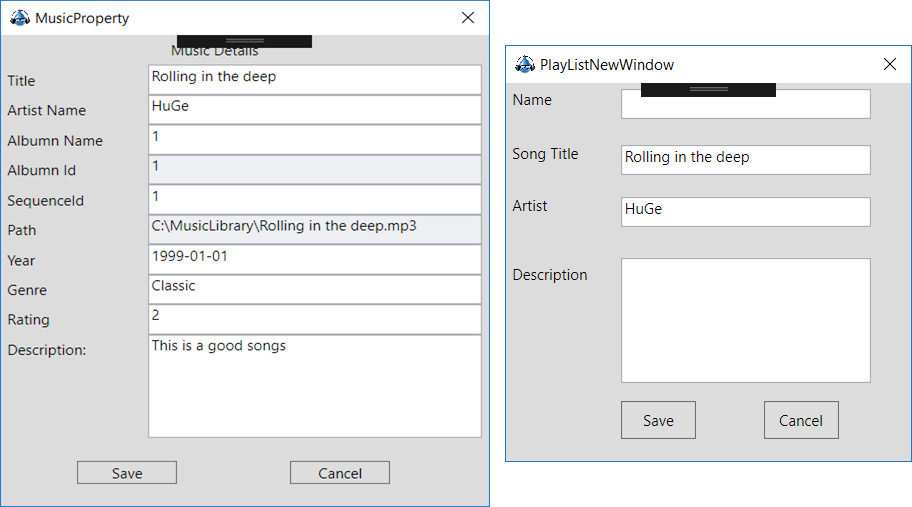 MusicProperty
Music Details
Title Rolling in the deep
Artist Name HuGe
Albumn Name 1
Albumn Id 1
SequenceId 1
Path C:\MusicLibrary\Rolling in the deep.mp3
Year 1999-01-01
Genre Classic
Rating 2
Description: This is a good songs
Save Cancel
PlayListNewWindow
Name
Song Title Rolling in the deep
Artist HuGe
Description
Save Cancel